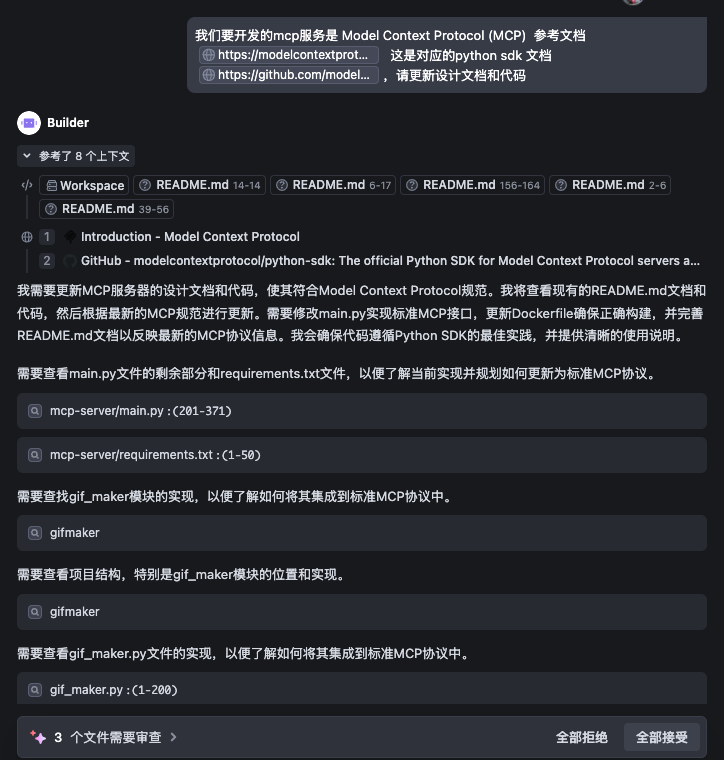 我们要开发的mcp服务是 Model Context Protocol (MCP) 参考文档
https://modelcontextprot... 这是对应的python sdk 文档
https://github.com/model... ，请更新设计文档和代码
Builder
参考了 8 个上下文
Workspace README.md 14-14 README.md 6-17 README.md 156-164 README.md 2-6
README.md 39-56
1 Introduction - Model Context Protocol
2 GitHub - modelcontextprotocol/python-sdk: The official Python SDK for Model Context Protocol servers a...
我需要更新MCP服务器的设计文档和代码，使其符合Model Context Protocol规范。我将查看现有的README.md文档和
代码，然后根据最新的MCP规范进行更新。需要修改main.py实现标准MCP接口，更新Dockerfile确保正确构建，并完善
README.md文档以反映最新的MCP协议信息。我会确保代码遵循Python SDK的最佳实践，并提供清晰的使用说明。
需要查看main.py文件的剩余部分和requirements.txt文件，以便了解当前实现并规划如何更新为标准MCP协议。
mcp-server/main.py :(201-371)
mcp-server/requirements.txt :(1-50)
需要查找gif_maker模块的实现，以便了解如何将其集成到标准MCP协议中。
gifmaker
需要查看项目结构，特别是gif_maker模块的位置和实现。
gifmaker
需要查看gif_maker.py文件的实现，以便了解如何将其集成到标准MCP协议中。
gif_maker.py :(1-200)
3 个文件需要审查 全部拒绝 全部接受